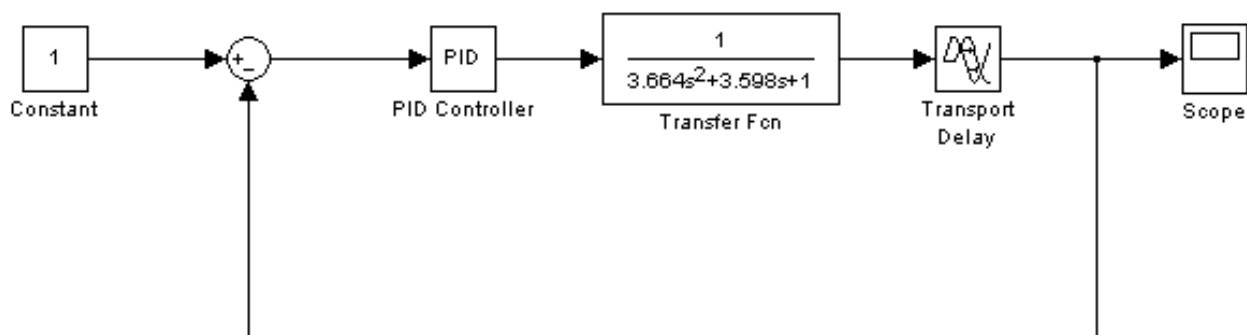 1
Constant
+
−
PID
PID Controller
1
3.664s²+3.598s+1
Transfer Fcn
Transport
Delay
Scope